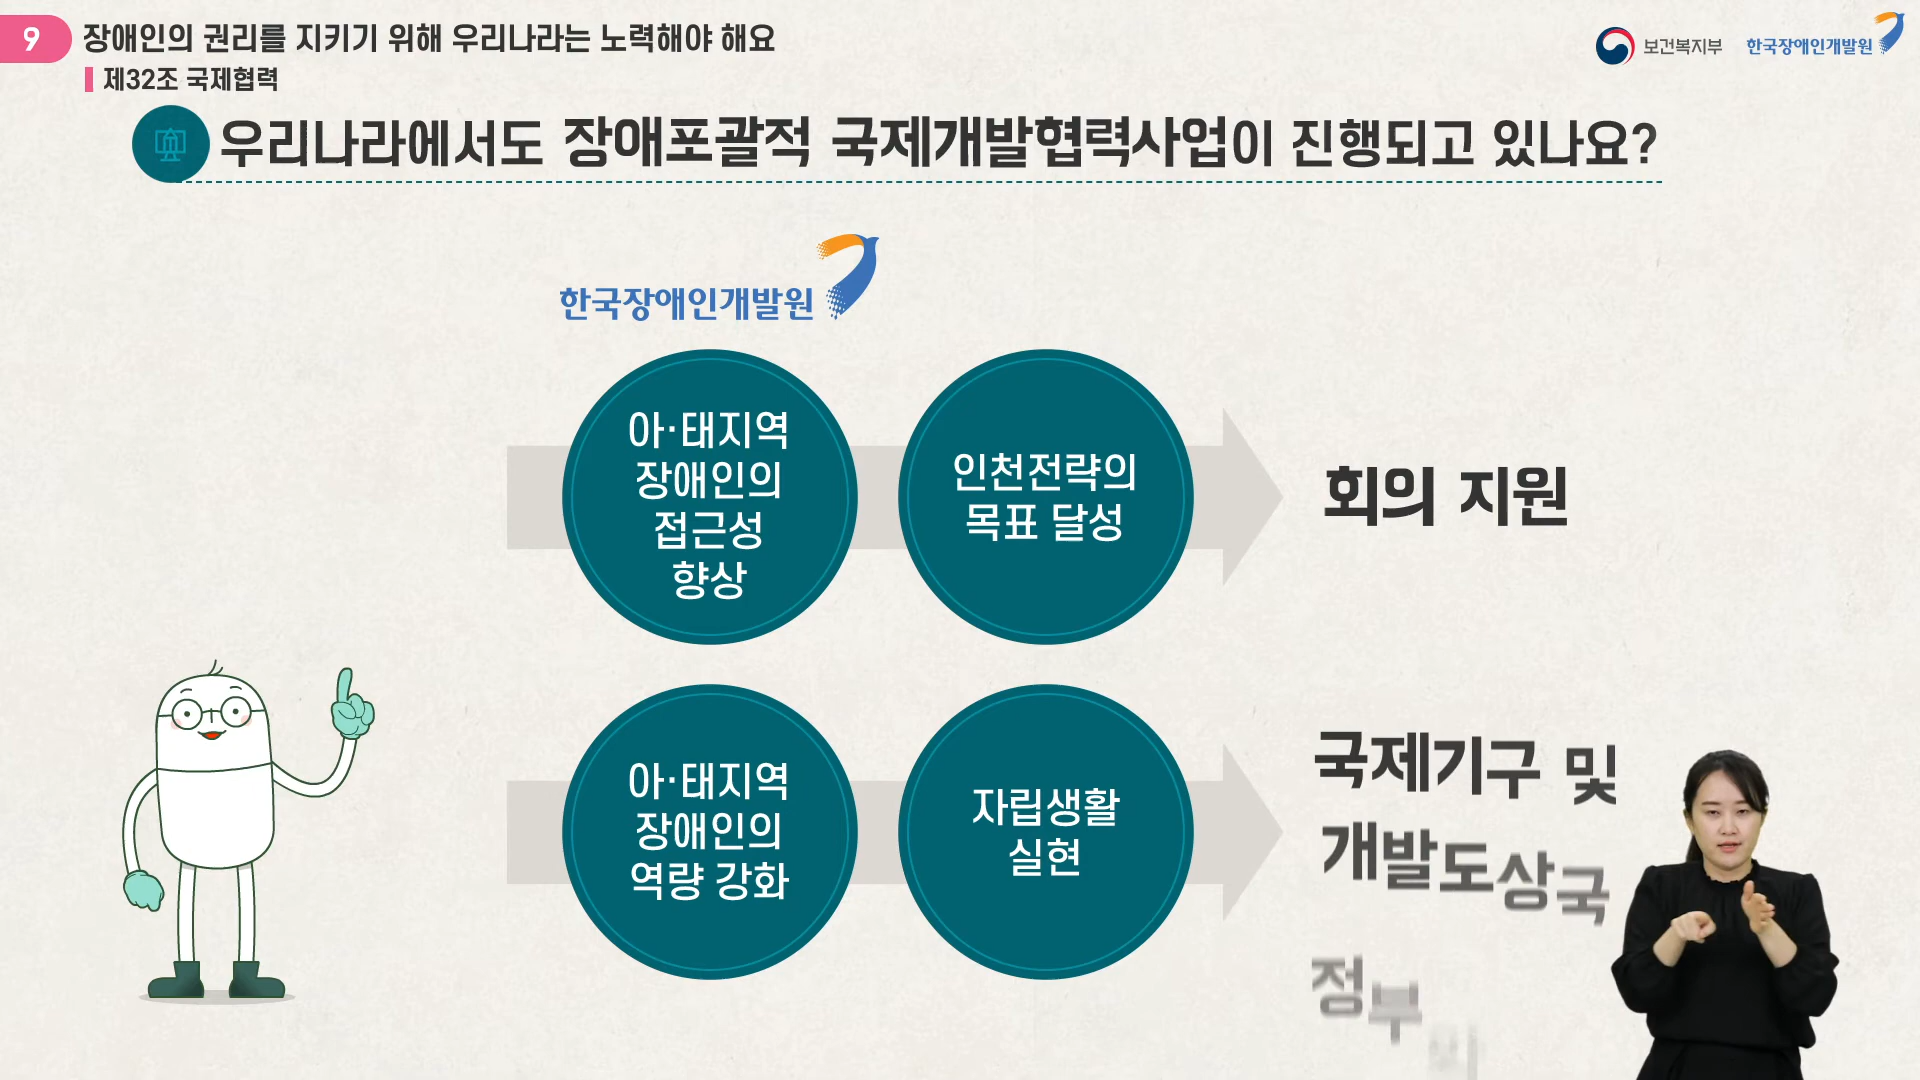 9
장애인의 권리를 지키기 위해 우리나라는 노력해야 해요
제32조 국제협력
보건복지부
한국장애인개발원
우리나라에서도 장애포괄적 국제개발협력사업이 진행되고 있나요?
한국장애인개발원
아·태지역
장애인의
접근성
향상
인천전략의
목표 달성
회의 지원
아·태지역
장애인의
역량 강화
자립생활
실현
국제기구 및
개발도상국
정부